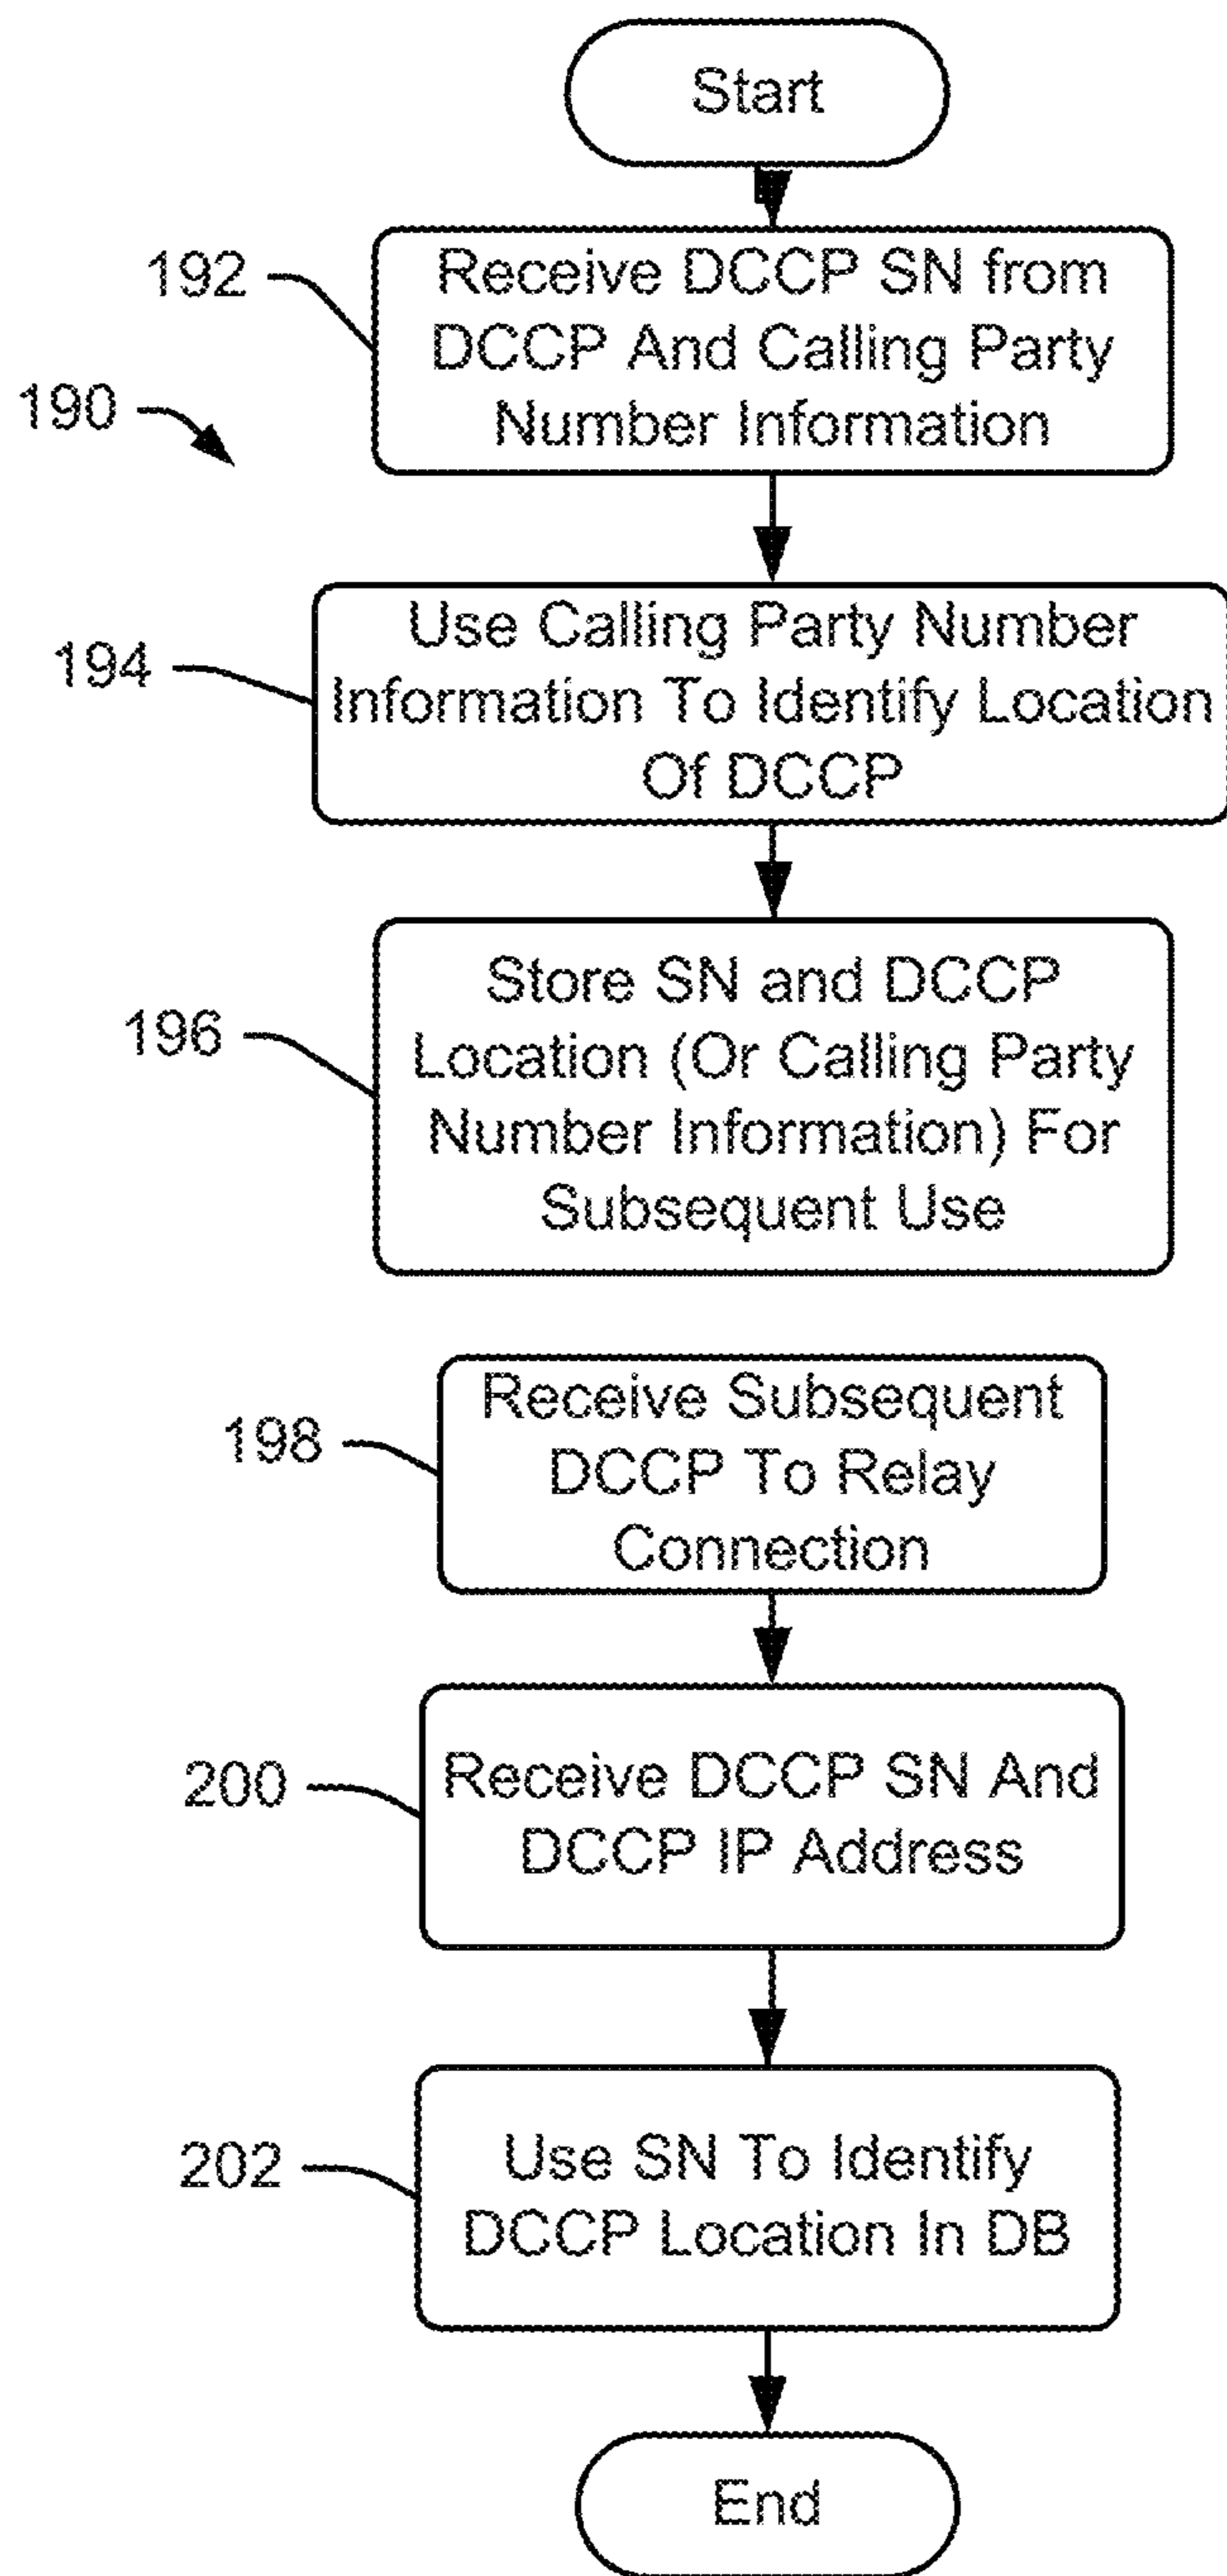 Start
192
Receive DCCP SN from
DCCP And Calling Party
Number Information
190
194
Use Calling Party Number
Information To Identify Location
Of DCCP
196
Store SN and DCCP
Location (Or Calling Party
Number Information) For
Subsequent Use
198
Receive Subsequent
DCCP To Relay
Connection
200
Receive DCCP SN And
DCCP IP Address
202
Use SN To Identify
DCCP Location In DB
End